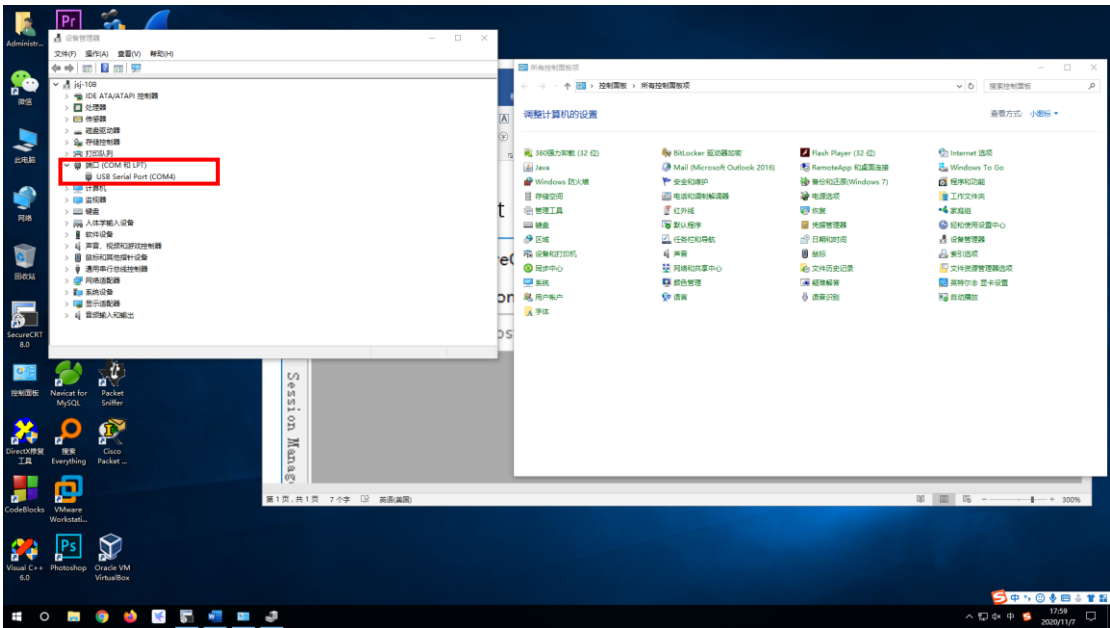 Pr
Administr...
微信
此电脑
网络
回收站
SecureCRT
8.0
控制面板
Navicat for
MySQL
Packet
Sniffer
DirectX修复
工具
搜索
Everything
Cisco
Packet ...
CodeBlocks
VMware
Workstati...
Visual C++
6.0
Ps
Photoshop
Oracle VM
VirtualBox
设备管理器
文件(F) 操作(A) 查看(V) 帮助(H)
jsj-108
IDE ATA/ATAPI 控制器
处理器
传感器
磁盘驱动器
存储控制器
打印队列
端口 (COM 和 LPT)
USB Serial Port (COM4)
计算机
监视器
键盘
人体学输入设备
软件设备
声音、视频和游戏控制器
鼠标和其他指针设备
通用串行总线控制器
网络适配器
系统设备
显示适配器
音频输入和输出
所有控制面板项
控制面板 › 所有控制面板项
搜索控制面板
调整计算机的设置
查看方式: 小图标
360强力卸载 (32 位)
BitLocker 驱动器加密
Flash Player (32 位)
Internet 选项
Java
Mail (Microsoft Outlook 2016)
RemoteApp 和桌面连接
Windows To Go
Windows 防火墙
安全和维护
备份和还原(Windows 7)
程序和功能
存储空间
电话和调制解调器
电源选项
工作文件夹
管理工具
红外线
恢复
家庭组
键盘
默认程序
凭据管理器
轻松使用设置中心
区域
任务栏和导航
日期和时间
设备管理器
设备和打印机
声音
鼠标
索引选项
同步中心
网络和共享中心
文件历史记录
文件资源管理器选项
系统
颜色管理
疑难解答
英特尔® 显卡设置
用户帐户
语言
语音识别
自动播放
字体
Session Manag
第 1 页,共 1 页 7 个字 英语(美国)
300%
中
中
17:59
2020/11/7